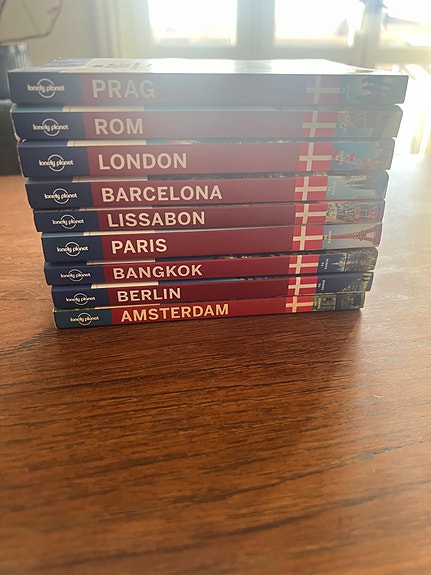 lonely planet PRAG
lonely planet ROM
lonely planet LONDON
lonely planet BARCELONA
lonely planet LISSABON
lonely planet PARIS
lonely planet BANGKOK
lonely planet BERLIN
lonely planet AMSTERDAM